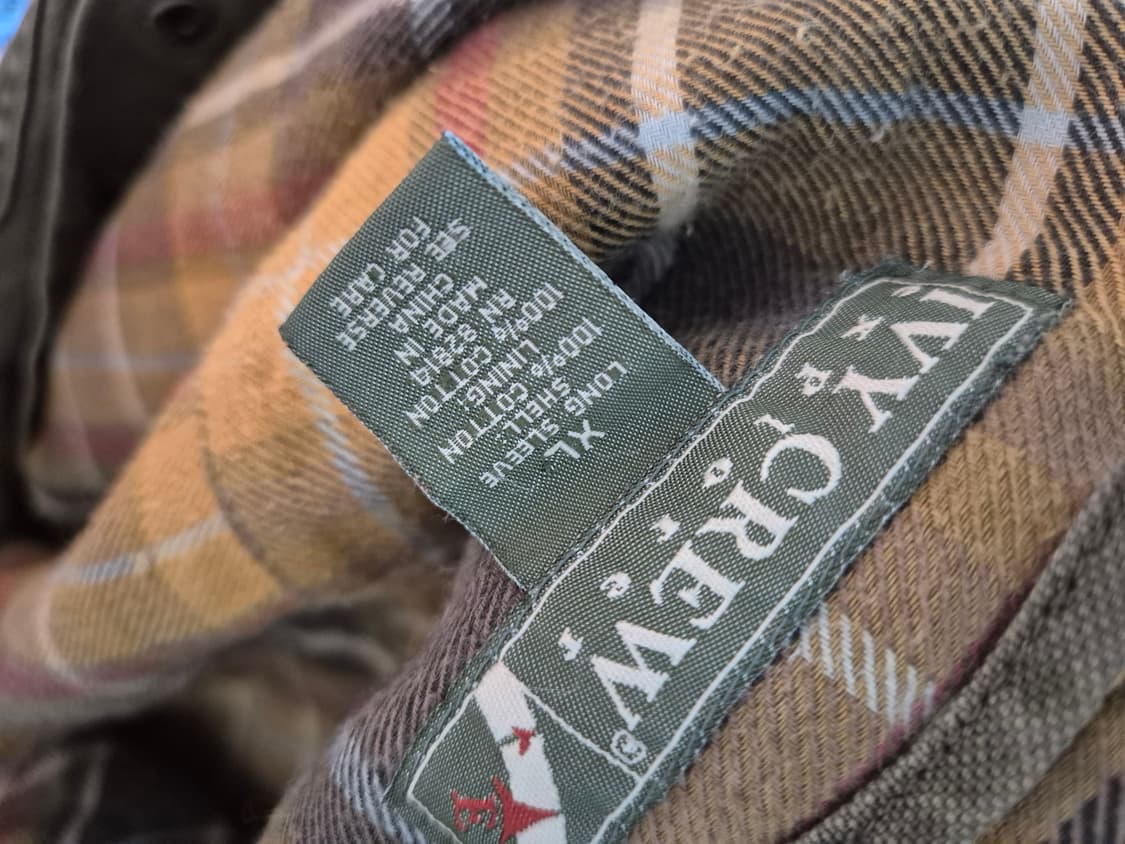 XL
LONG SLEEVE
SHELL:
100% COTTON
LINING:
100% COTTON
RN
MADE IN
CHINA
SEE REVERSE
FOR CARE
IVY CREW®